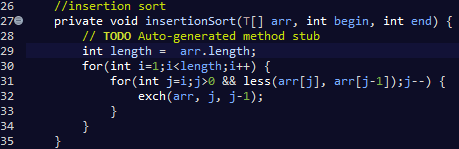 26 //insertion sort
27 private void insertionSort(T[] arr, int begin, int end) {
28 // TODO Auto-generated method stub
29 int length =  arr.length;
30 for(int i=1;i<length;i++) {
31 for(int j=i;j>0 && less(arr[j], arr[j-1]);j--) {
32 exch(arr, j, j-1);
33 }
34 }
35 }